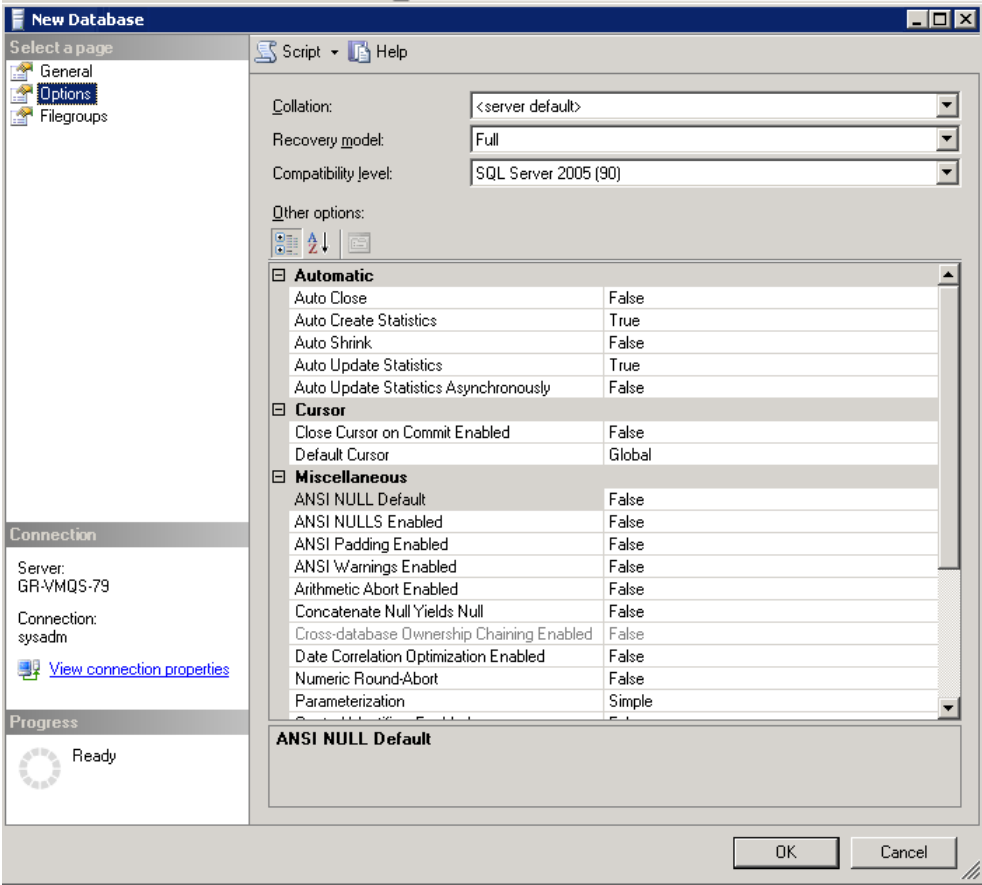 New Database
Select a page
General
Options
Filegroups
Script Help
Collation: <server default>
Recovery model: Full
Compatibility level: SQL Server 2005 (90)
Other options:
Automatic
Auto Close False
Auto Create Statistics True
Auto Shrink False
Auto Update Statistics True
Auto Update Statistics Asynchronously False
Cursor
Close Cursor on Commit Enabled False
Default Cursor Global
Miscellaneous
ANSI NULL Default False
ANSI NULLS Enabled False
ANSI Padding Enabled False
ANSI Warnings Enabled False
Arithmetic Abort Enabled False
Concatenate Null Yields Null False
Cross-database Ownership Chaining Enabled False
Date Correlation Optimization Enabled False
Numeric Round-Abort False
Parameterization Simple
ANSI NULL Default
Connection
Server:
GR-VMQS-79
Connection:
sysadm
View connection properties
Progress
Ready
OK Cancel